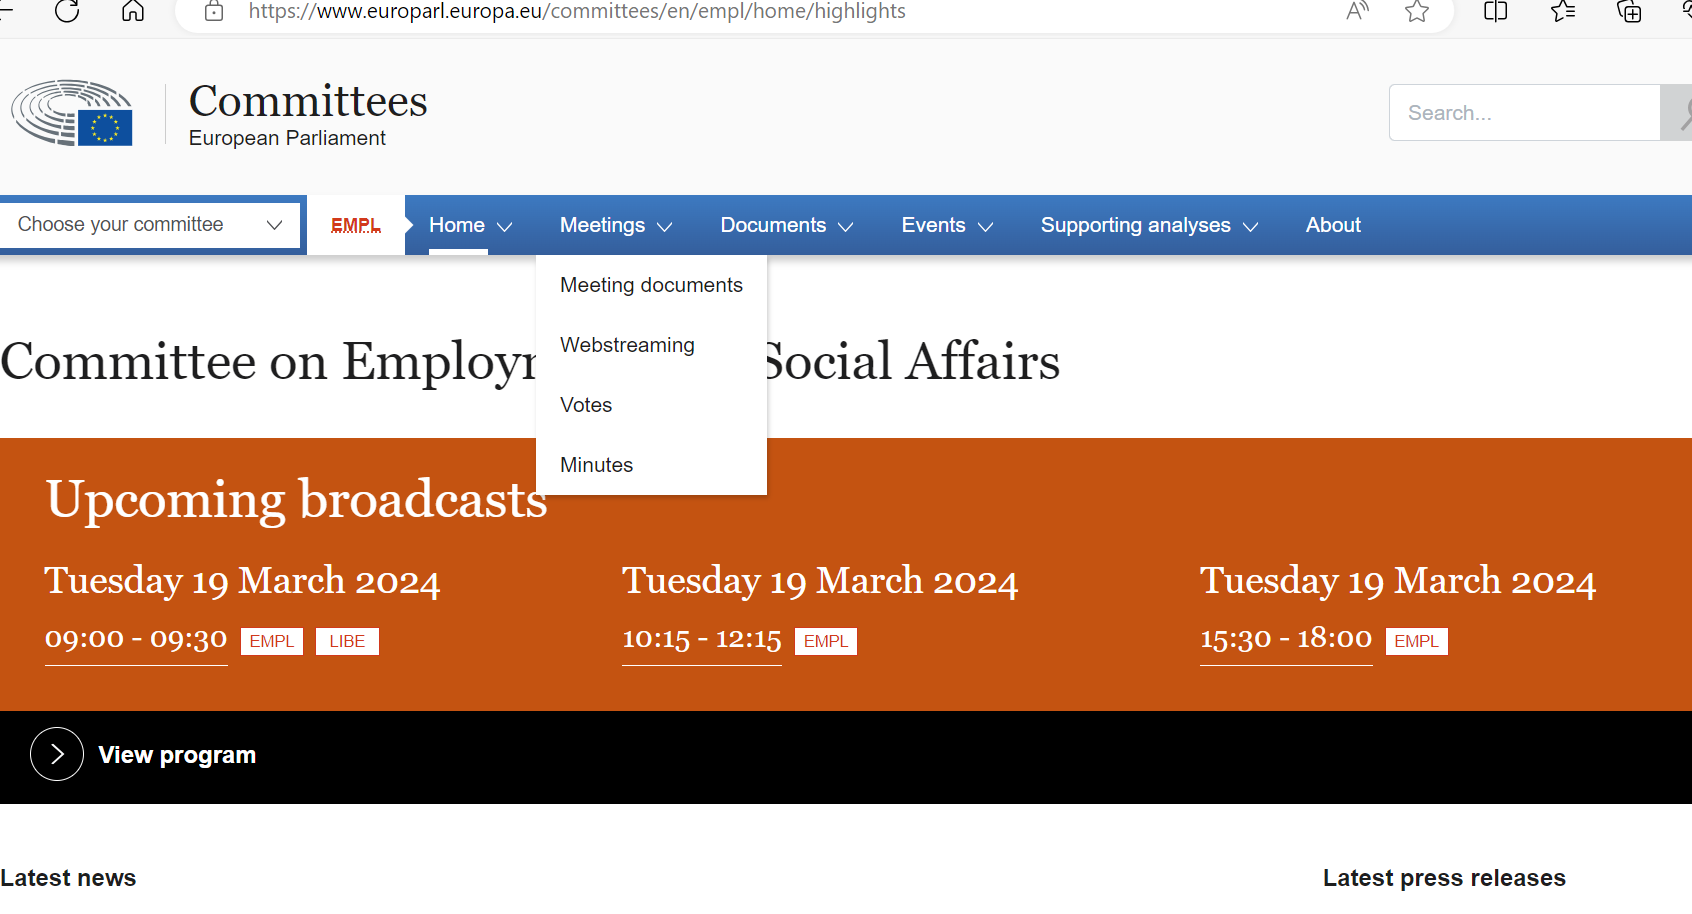 https://www.europarl.europa.eu/committees/en/empl/home/highlights
Committees
European Parliament
Search...
Choose your committee
EMPL
Home
Meetings
Documents
Events
Supporting analyses
About
Meeting documents
Webstreaming
Votes
Minutes
Committee on Employ Social Affairs
Upcoming broadcasts
Tuesday 19 March 2024
09:00 - 09:30 EMPL LIBE
Tuesday 19 March 2024
10:15 - 12:15 EMPL
Tuesday 19 March 2024
15:30 - 18:00 EMPL
View program
Latest news
Latest press releases